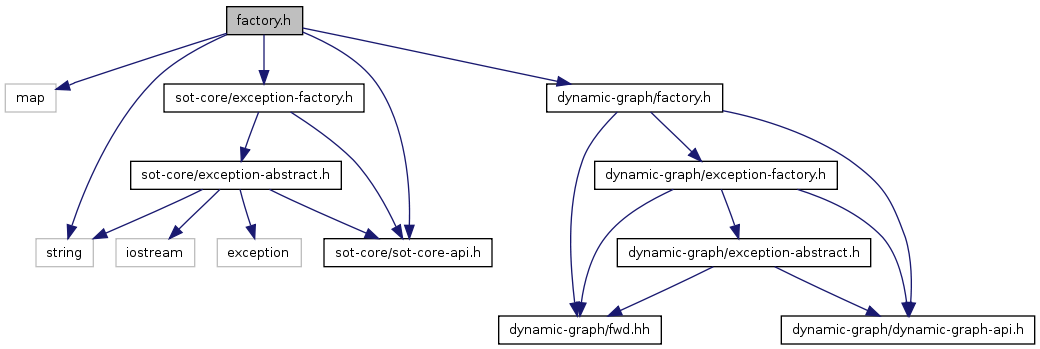 factory.h
map
sot-core/exception-factory.h
dynamic-graph/factory.h
sot-core/exception-abstract.h
dynamic-graph/exception-factory.h
string
iostream
exception
sot-core/sot-core-api.h
dynamic-graph/exception-abstract.h
dynamic-graph/fwd.hh
dynamic-graph/dynamic-graph-api.h